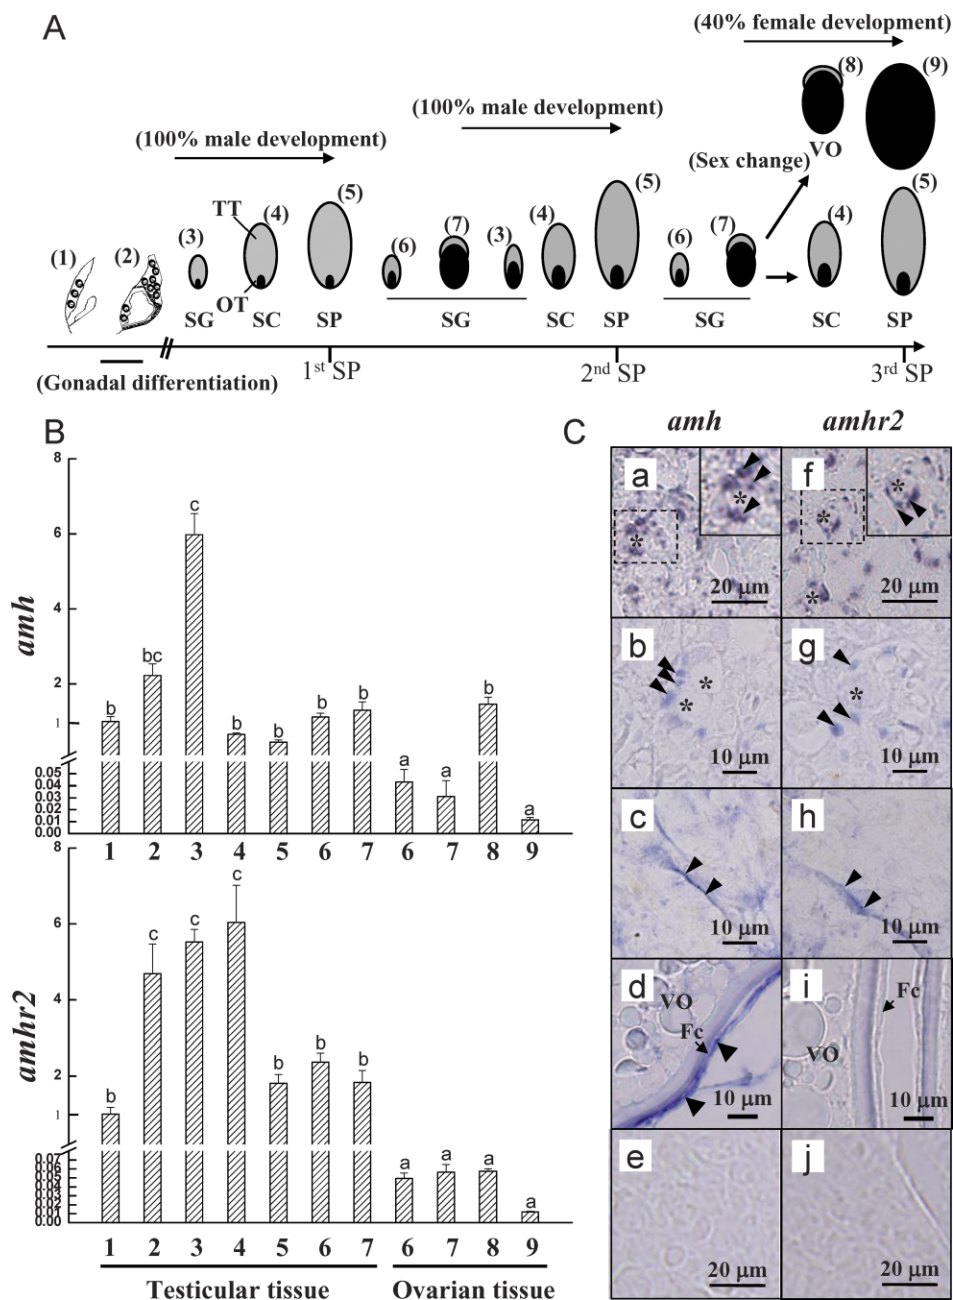 A
(40% female development)
(8) (9)
(100% male development)
(100% male development)
VO
(Sex change)
(1) (2) (3) TT (4) (5) (6) (7) (3) (4) (5) (6) (7) (4) (5)
OT
SG SC SP SG SC SP SG SC SP
(Gonadal differentiation) 1st SP 2nd SP 3rd SP
B
amh
8
6
4
2
1
0.05
0.04
0.03
0.02
0.01
0.00
b bc c b b b b a a b a
1 2 3 4 5 6 7 6 7 8 9
amhr2
8
6
4
2
1
0.07
0.06
0.05
0.04
0.03
0.02
0.01
0.00
b c c c b b b a a a a
1 2 3 4 5 6 7 6 7 8 9
Testicular tissue Ovarian tissue
C
amh amhr2
a * * 20 μm
f * * * 20 μm
b * * 10 μm
g * 10 μm
c 10 μm
h 10 μm
d VO Fc 10 μm
i Fc VO 10 μm
e 20 μm
j 20 μm